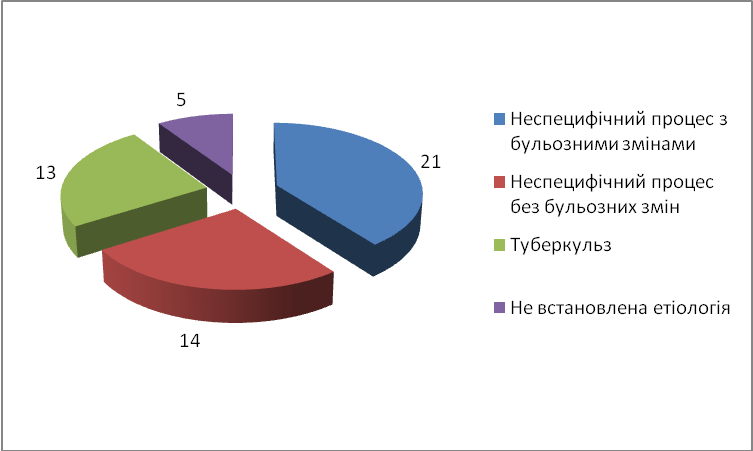 5
21
13
14
Неспецифічний процес з
бульозними змінами
Неспецифічний процес
без бульозних змін
Туберкульз
Не встановлена етіологія